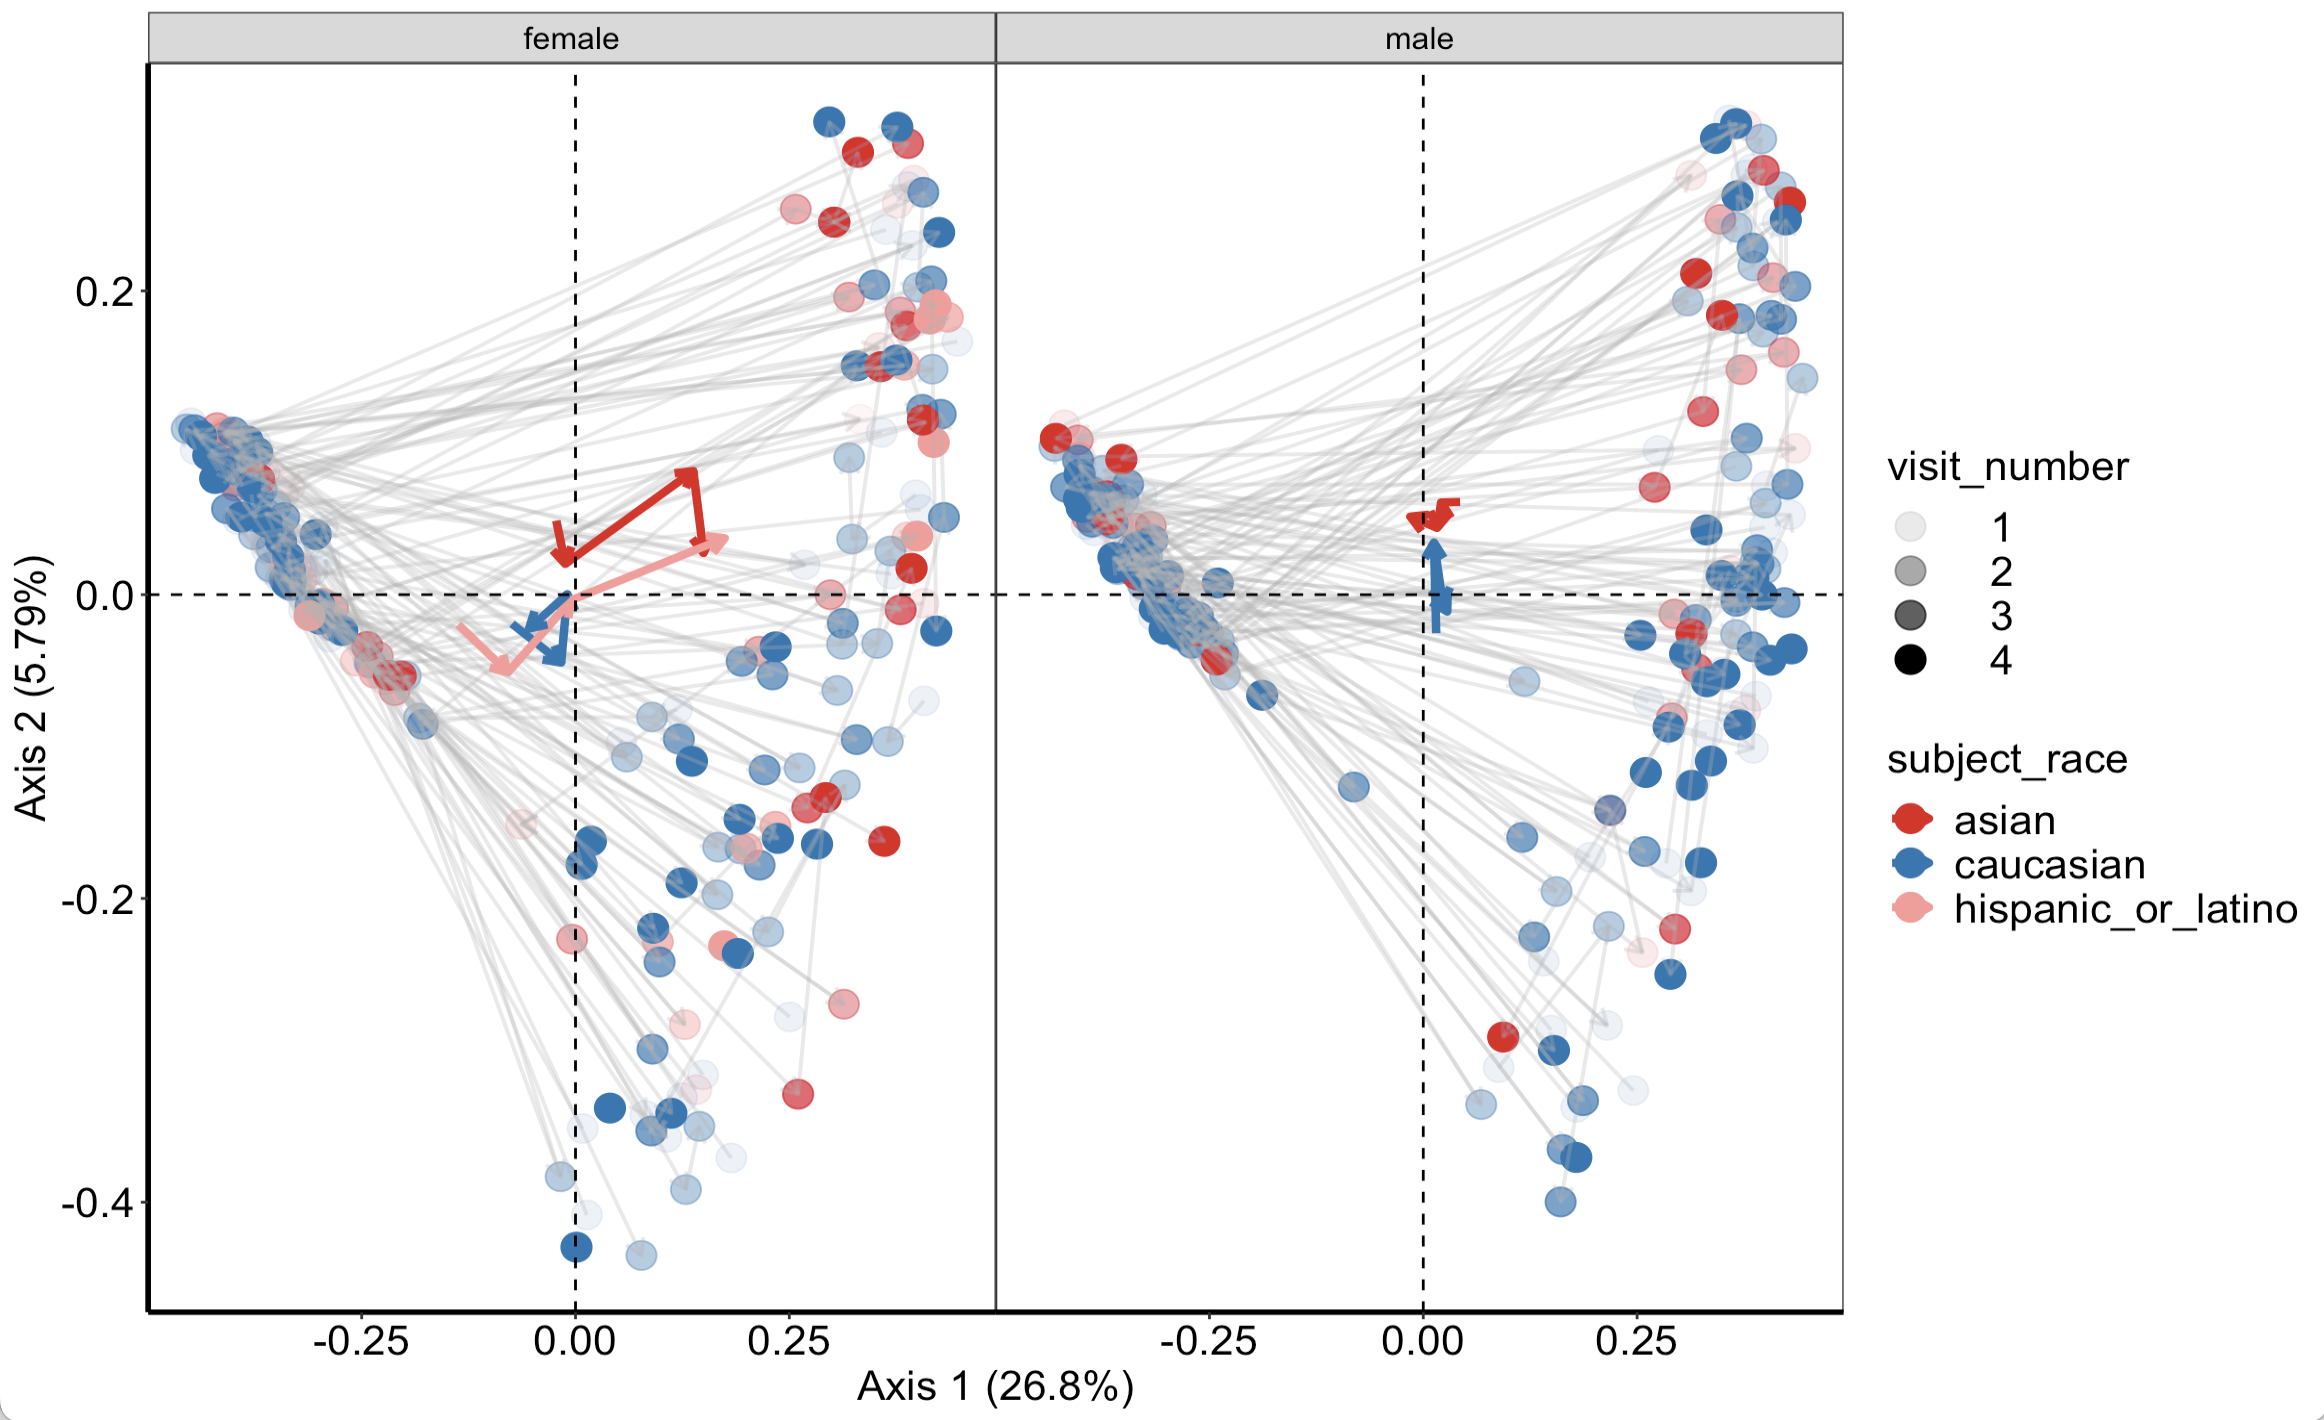 female
male
0.2
0.0
-0.2
-0.4
Axis 2 (5.79%)
-0.25
0.00
0.25
-0.25
0.00
0.25
Axis 1 (26.8%)
visit_number
1
2
3
4
subject_race
asian
caucasian
hispanic_or_latino